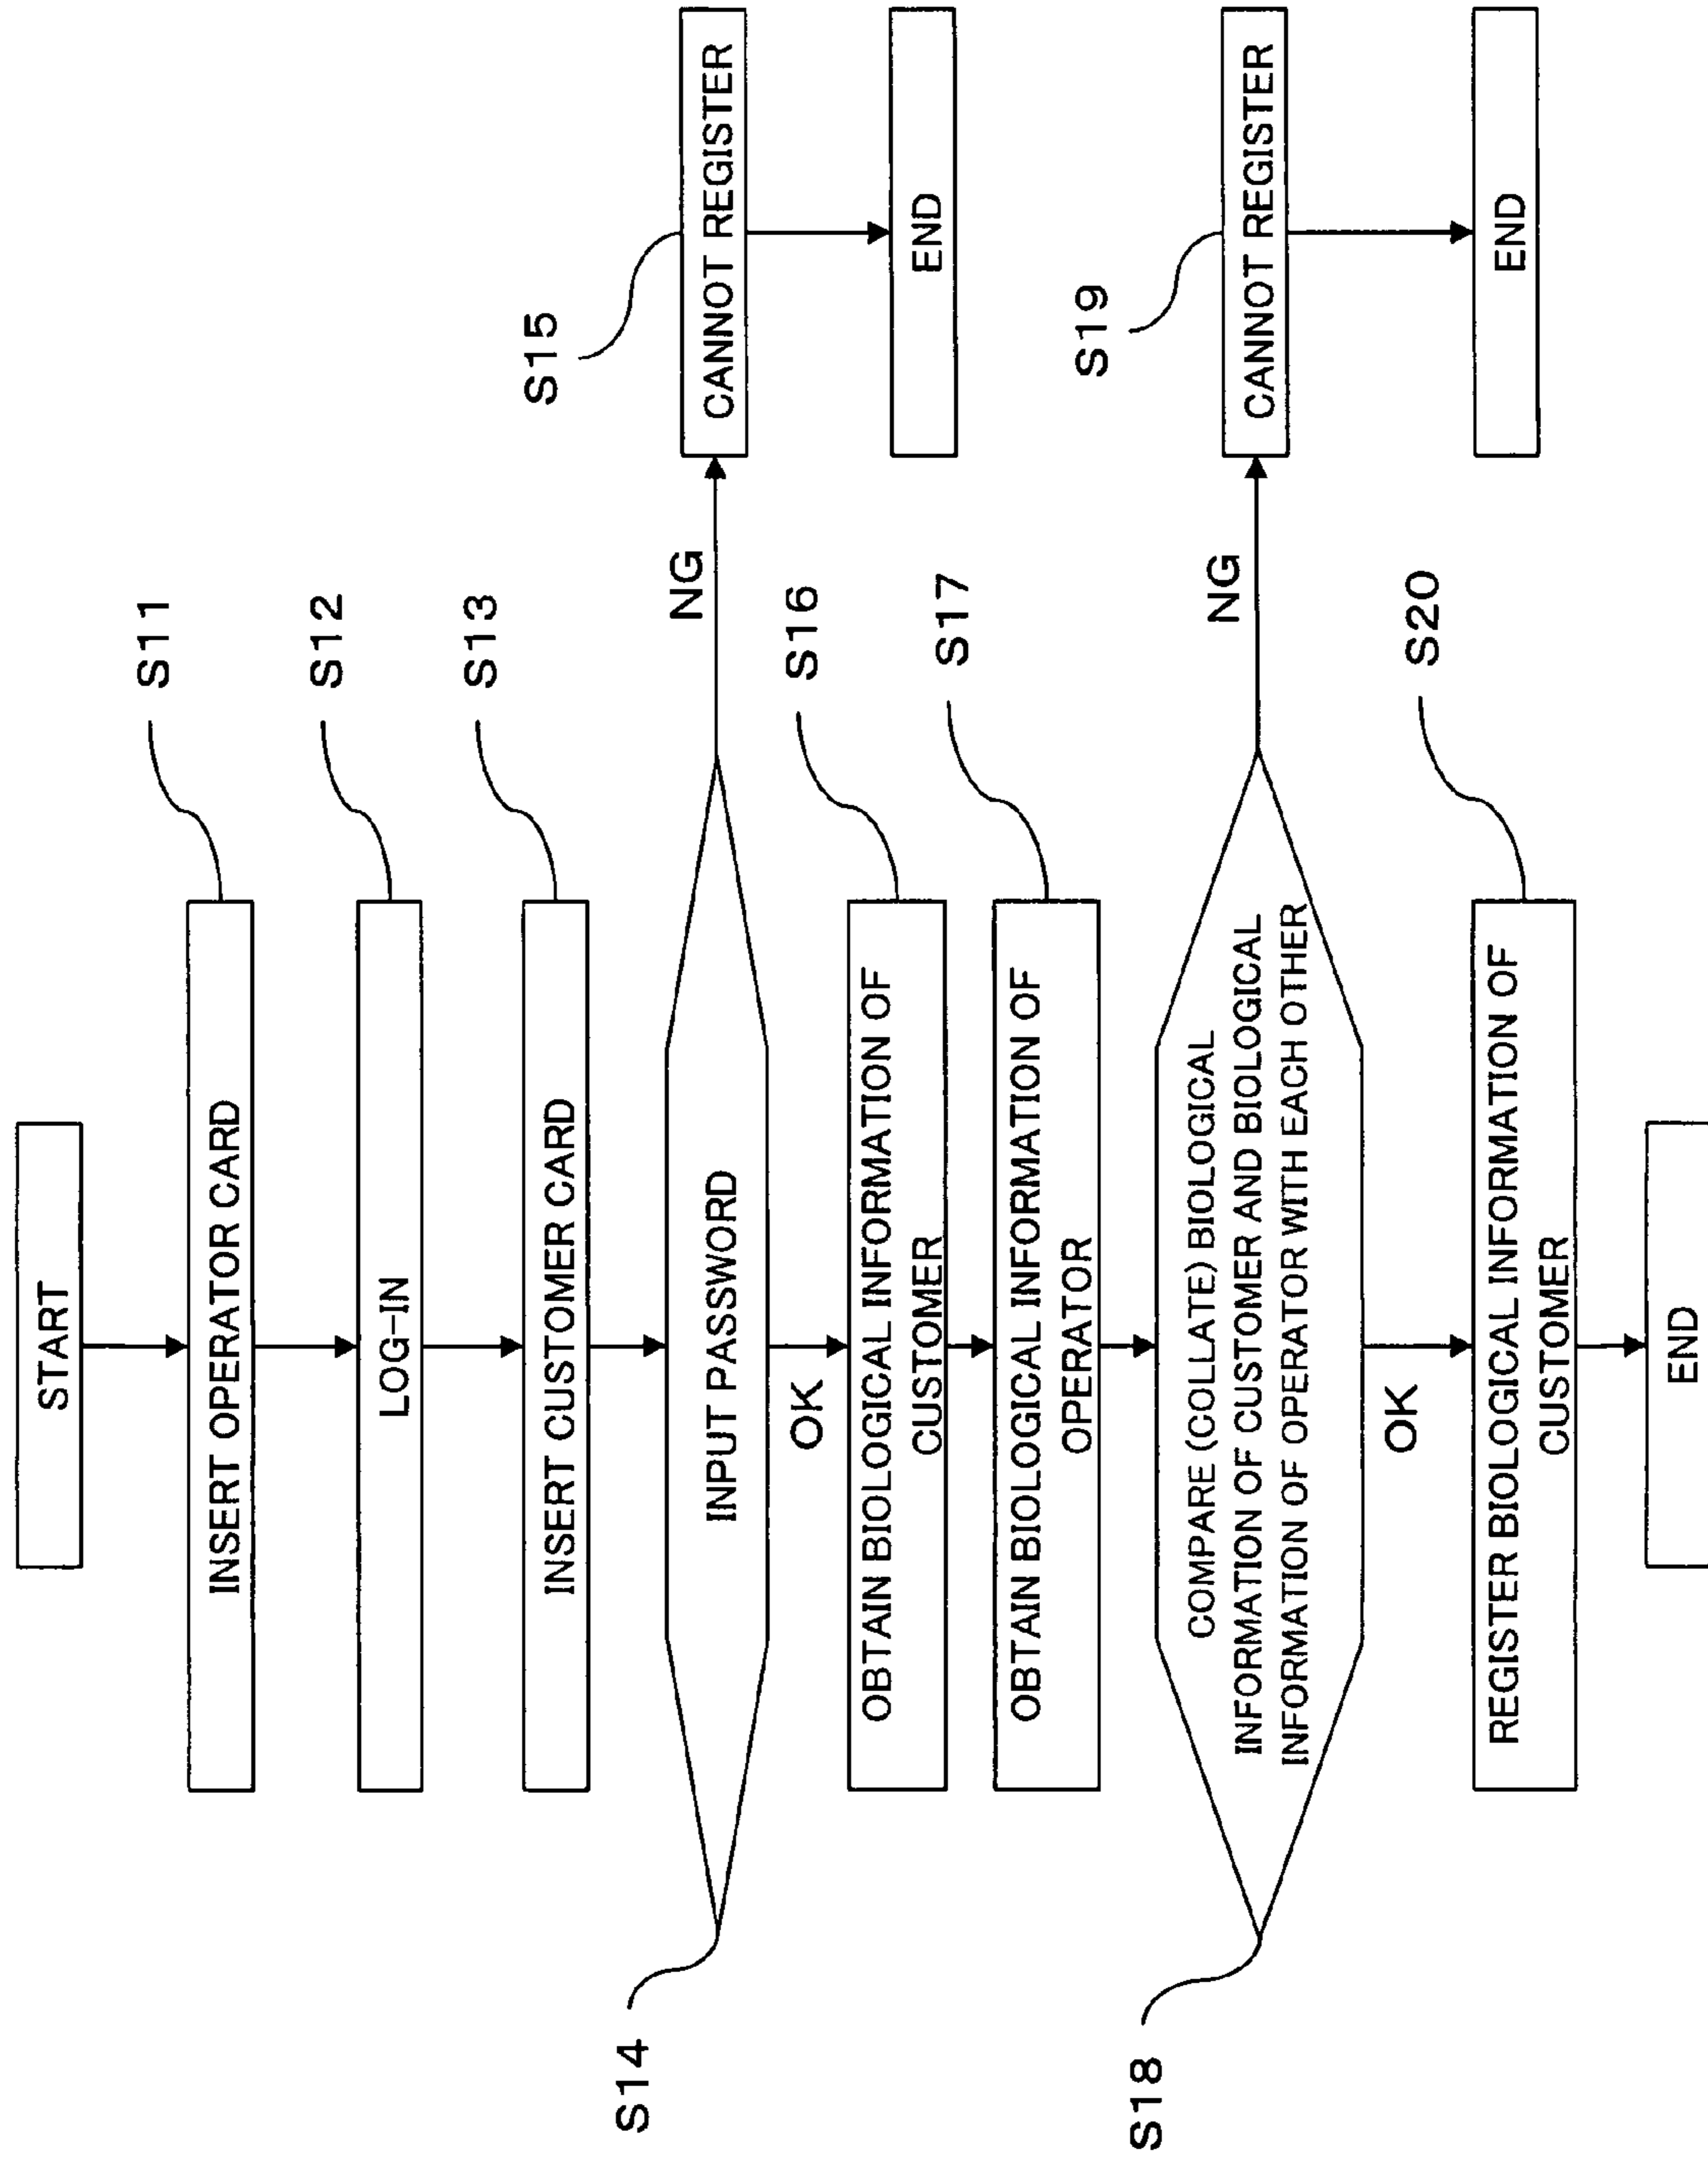 START
INSERT OPERATOR CARD
S11
LOG-IN
S12
INSERT CUSTOMER CARD
S13
S14
INPUT PASSWORD
NG
CANNOT REGISTER
S15
END
OK
OBTAIN BIOLOGICAL INFORMATION OF
CUSTOMER
S16
OBTAIN BIOLOGICAL INFORMATION OF
OPERATOR
S17
S18
COMPARE (COLLATE) BIOLOGICAL
INFORMATION OF CUSTOMER AND BIOLOGICAL
INFORMATION OF OPERATOR WITH EACH OTHER
NG
CANNOT REGISTER
S19
END
OK
REGISTER BIOLOGICAL INFORMATION OF
CUSTOMER
S20
END